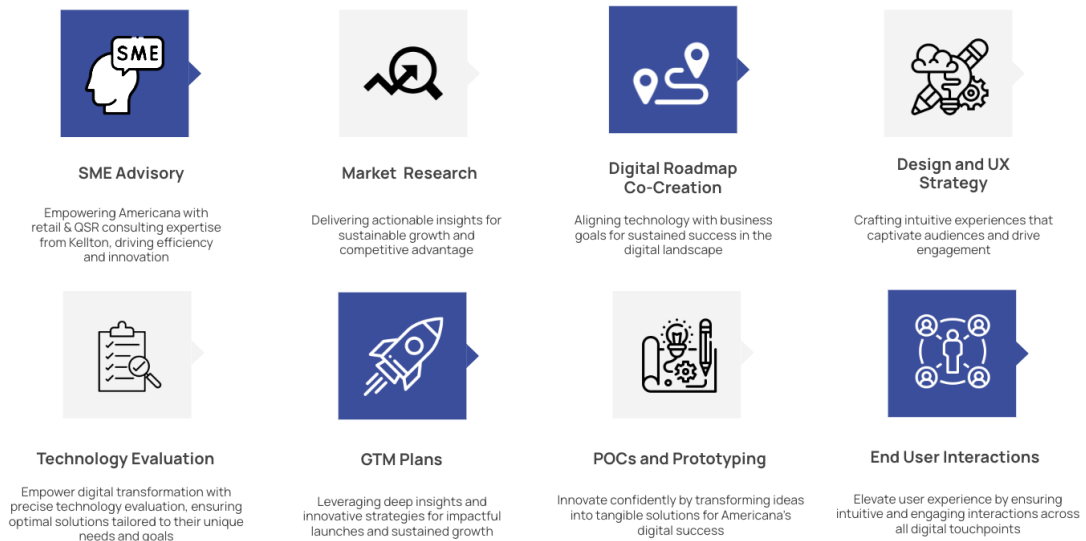 SME
SME Advisory
Empowering Americana with
retail & QSR consulting expertise
from Kellton, driving efficiency
and innovation
Market Research
Delivering actionable insights for
sustainable growth and
competitive advantage
Digital Roadmap
Co-Creation
Aligning technology with business
goals for sustained success in the
digital landscape
Design and UX
Strategy
Crafting intuitive experiences that
captivate audiences and drive
engagement
Technology Evaluation
Empower digital transformation with
precise technology evaluation, ensuring
optimal solutions tailored to their unique
needs and goals
GTM Plans
Leveraging deep insights and
innovative strategies for impactful
launches and sustained growth
POCs and Prototyping
Innovate confidently by transforming ideas
into tangible solutions for Americana's
digital success
End User Interactions
Elevate user experience by ensuring
intuitive and engaging interactions across
all digital touchpoints